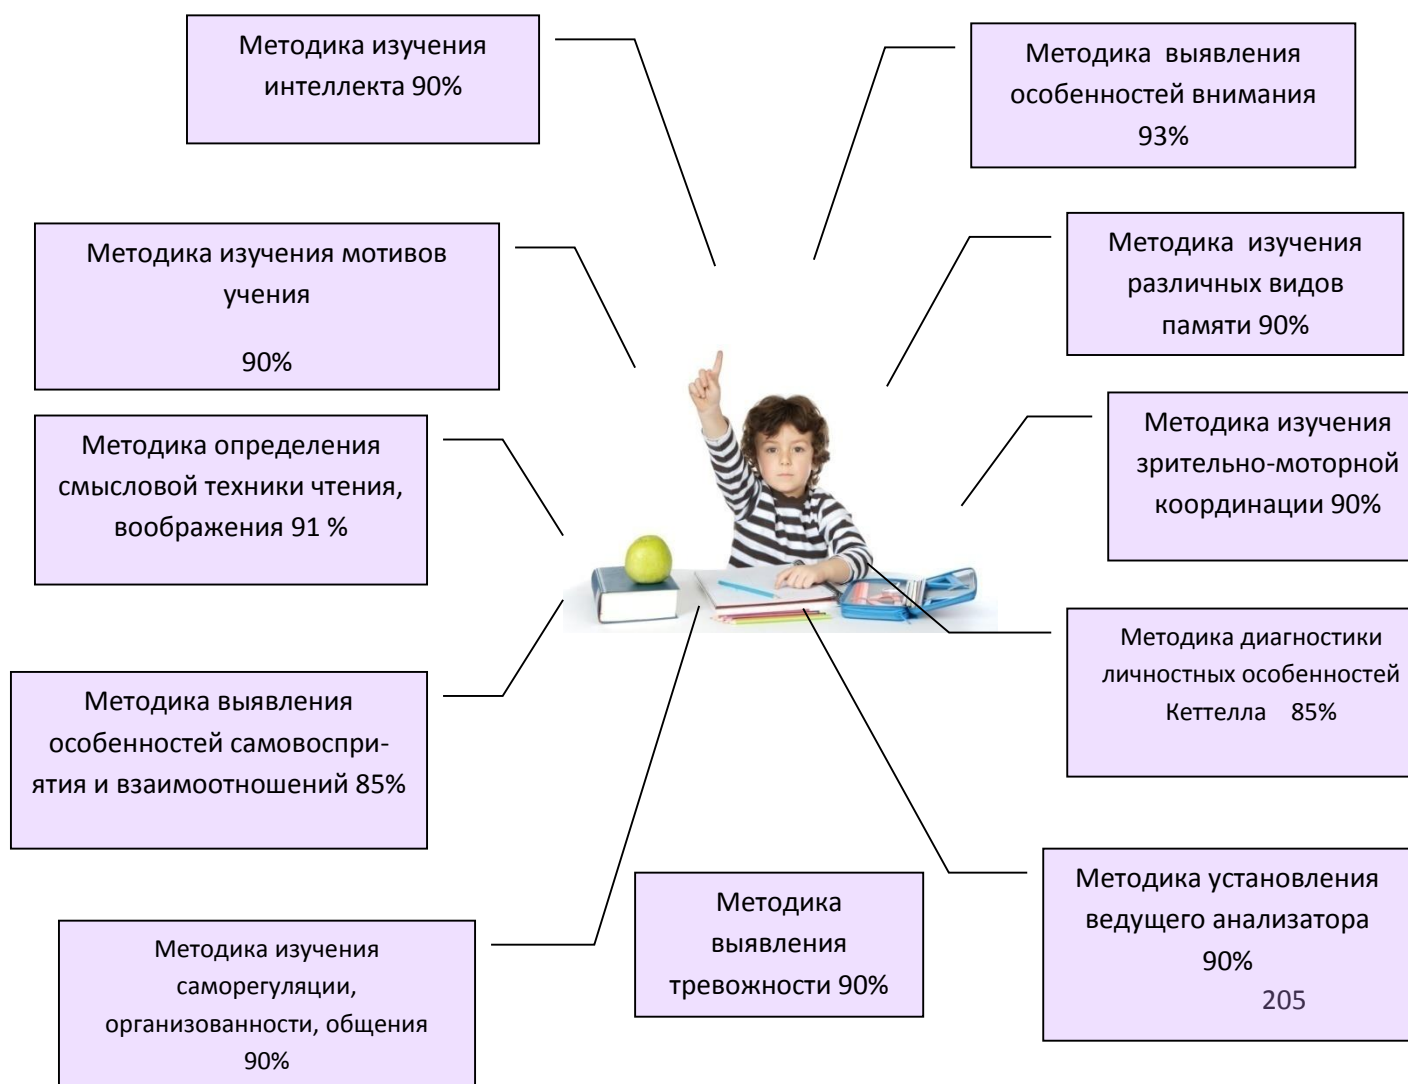 Методика изучения
интеллекта 90%
Методика выявления
особенностей внимания
93%
Методика изучения мотивов
учения
90%
Методика изучения
различных видов
памяти 90%
Методика определения
смысловой техники чтения,
воображения 91 %
Методика изучения
зрительно-моторной
координации 90%
Методика выявления
особенностей самовоспри-
ятия и взаимоотношений 85%
Методика диагностики
личностных особенностей
Кеттелла 85%
Методика изучения
саморегуляции,
организованности, общения
90%
Методика
выявления
тревожности 90%
Методика установления
ведущего анализатора
90%
205